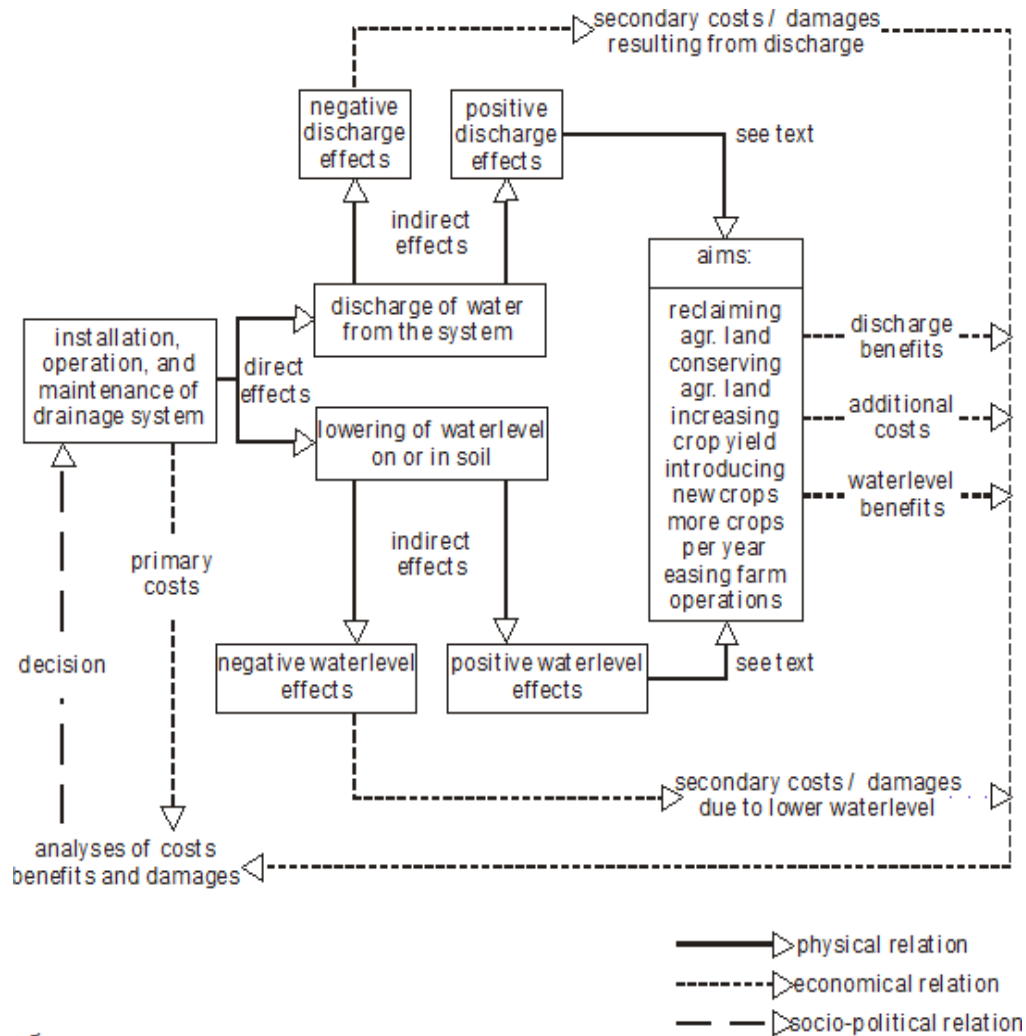 secondary costs / damages
resulting from discharge
negative
discharge
effects
positive
discharge
effects
see text
indirect
effects
aims:
reclaiming
agr. land
conserving
agr. land
increasing
crop yield
introducing
new crops
more crops
per year
easing farm
operations
discharge of water
from the system
installation,
operation, and
maintenance of
drainage system
direct
effects
discharge
benefits
additional
costs
waterlevel
benefits
lowering of waterlevel
on or in soil
indirect
effects
primary
costs
decision
negative waterlevel
effects
positive waterlevel
effects
see text
secondary costs / damages
due to lower waterlevel
analyses of costs
benefits and damages
physical relation
economical relation
socio-political relation